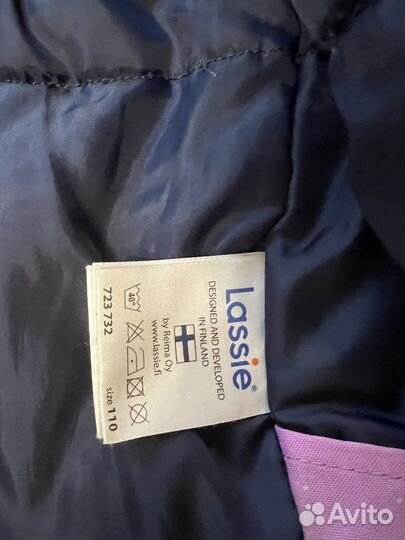 Lassie®
DESIGNED AND DEVELOPED
IN FINLAND
by Reima Oy
www.lassie.fi
40°
723 732
size 110
Avito